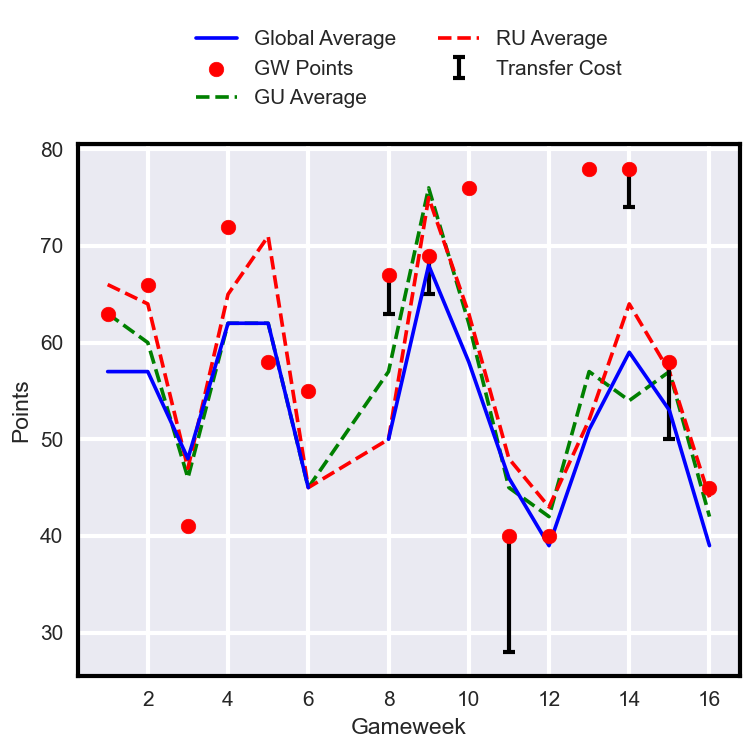 Global Average
GW Points
GU Average
RU Average
Transfer Cost
80
70
60
50
40
30
Points
2 4 6 8 10 12 14 16
Gameweek